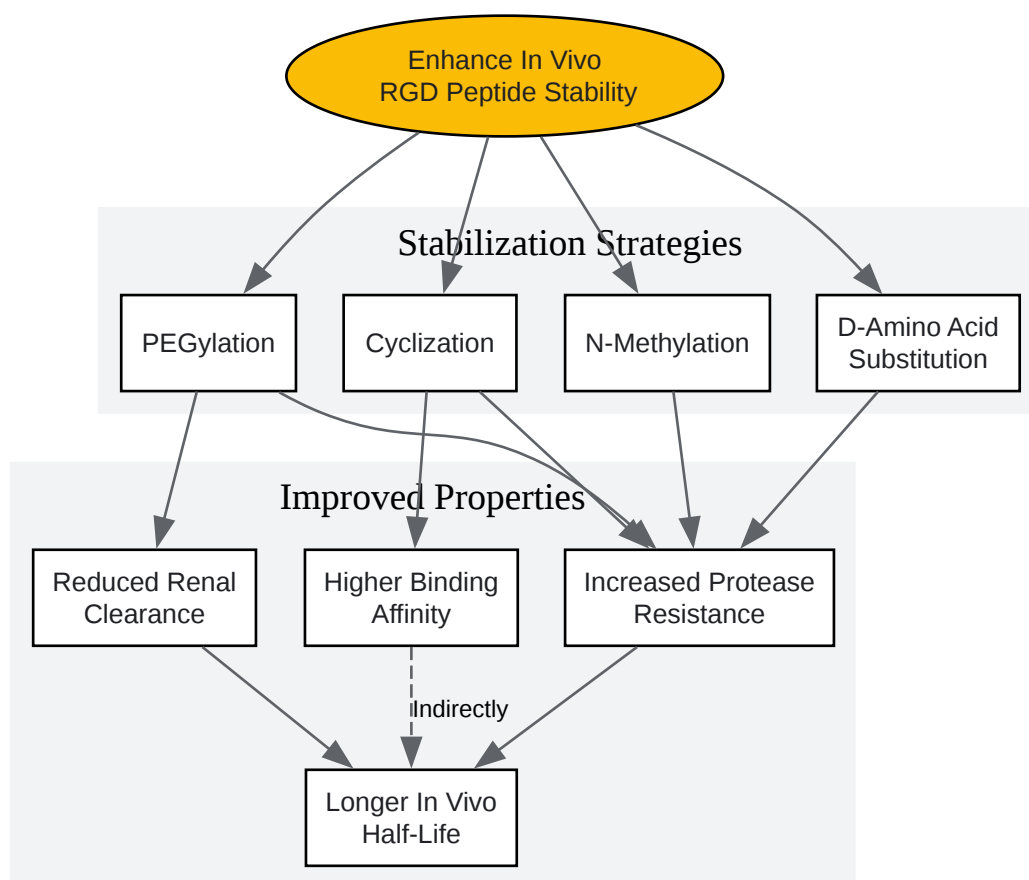 Enhance In Vivo
RGD Peptide Stability
Stabilization Strategies
PEGylation
Cyclization
N-Methylation
D-Amino Acid
Substitution
Improved Properties
Reduced Renal
Clearance
Higher Binding
Affinity
Increased Protease
Resistance
Indirectly
Longer In Vivo
Half-Life